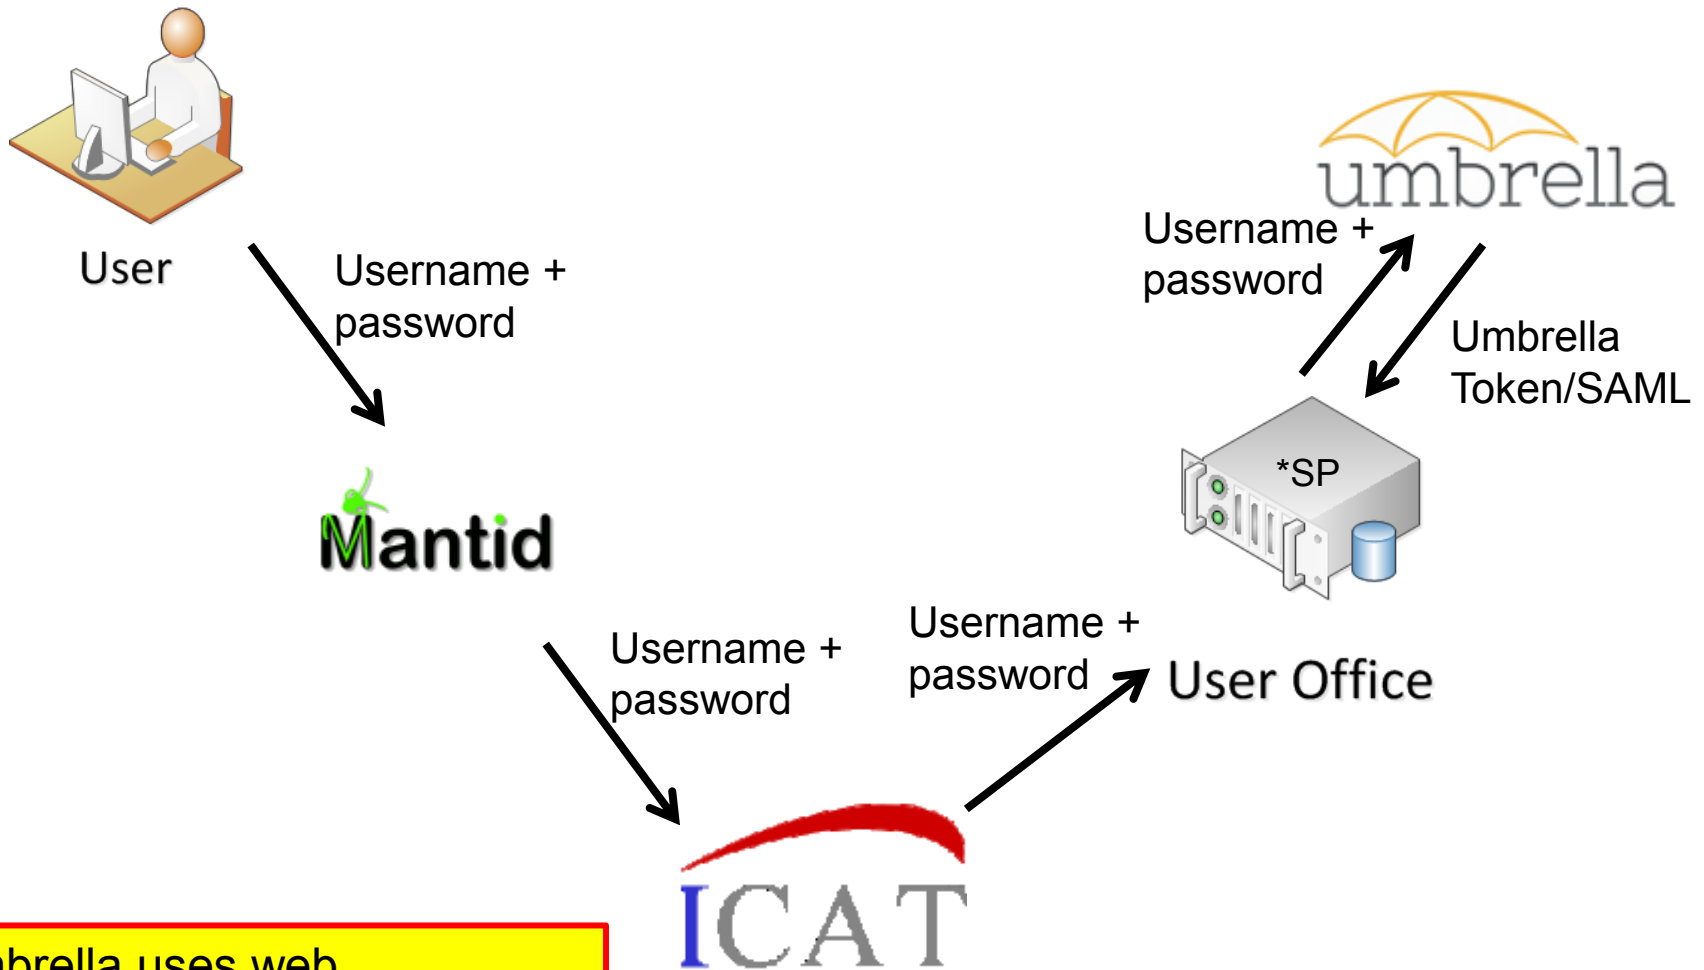 umbrella
Username +
password
User
Username +
password
Umbrella
Token/SAML
*SP
Mantid
Username +
password
Username +
password
User Office
ICAT
uses web